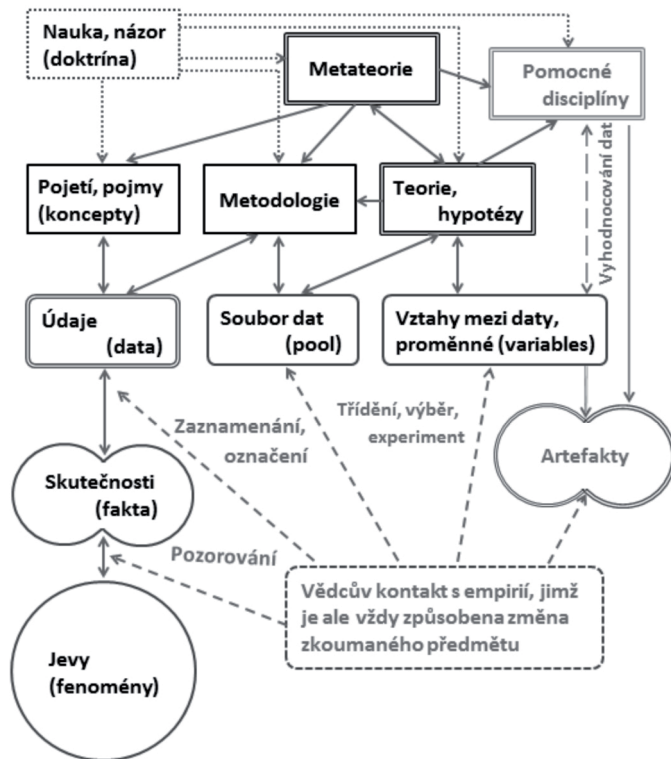 Nauka, názor
(doktrína)
Metateorie
Pomocné
disciplíny
Pojetí, pojmy
(koncepty)
Metodologie
Teorie,
hypotézy
Vyhodnocování dat
Údaje
(data)
Soubor dat
(pool)
Vztahy mezi daty,
proměnné (variables)
Zaznamenání,
označení
Třídění, výběr,
experiment
Artefakty
Skutečnosti
(fakta)
Pozorování
Vědcův kontakt s empirií, jimž
je ale vždy způsobena změna
zkoumaného předmětu
Jevy
(fenomény)